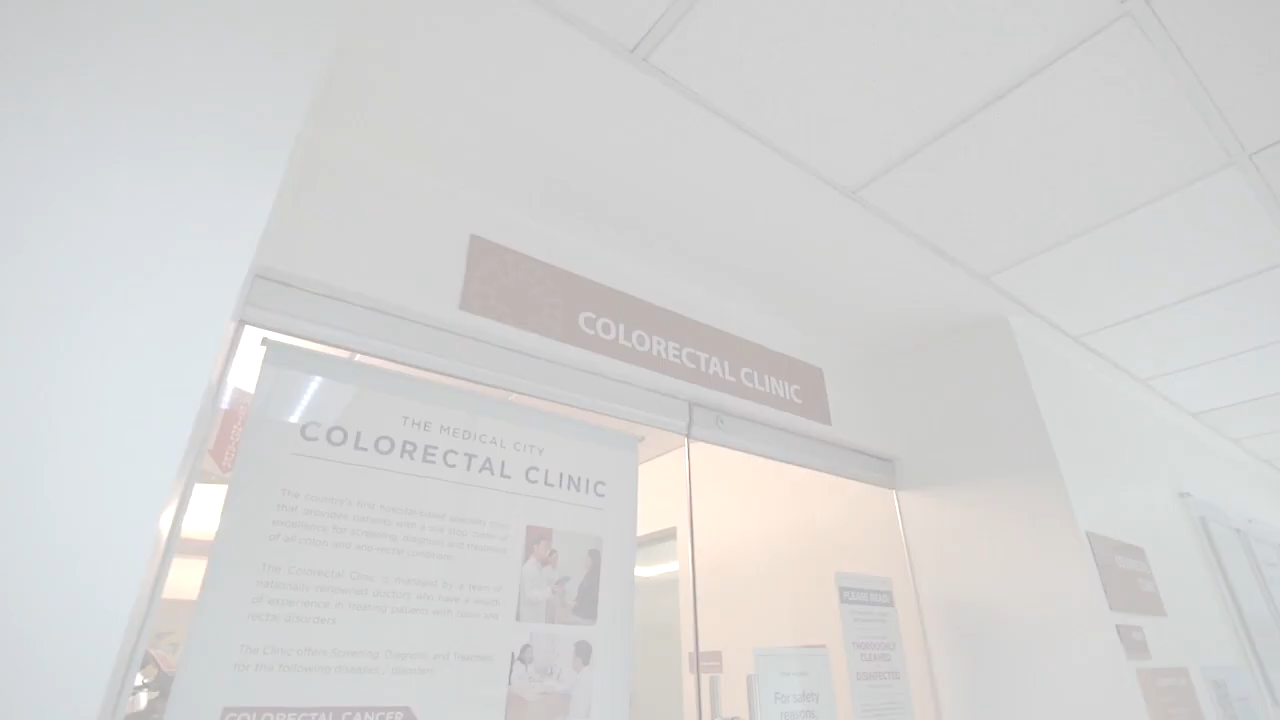 COLORECTAL CLINIC
THE MEDICAL CITY
COLORECTAL CLINIC
The country's first hospital-based specialty clinic
that provides patients with a one stop center of
excellence for screening, diagnosis and treatment
of all colon and ano-rectal conditions.
The Colorectal Clinic is manned by a team of
nationally renowned doctors who have a wealth
of experience in treating patients with colon and
rectal disorders.
The Clinic offers Screening, Diagnosis and Treatment
for the following diseases / disorders
COLORECTAL CANCER
PLEASE READ
THOROUGHLY
CLEANED
DISINFECTED
For safety
reasons,